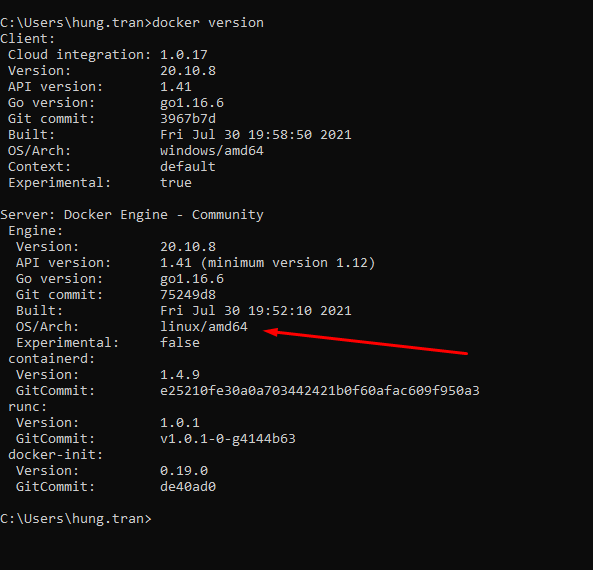 C:\Users\hung.tran>docker version
Client:
 Cloud integration: 1.0.17
 Version:           20.10.8
 API version:       1.41
 Go version:        go1.16.6
 Git commit:        3967b7d
 Built:             Fri Jul 30 19:58:50 2021
 OS/Arch:           windows/amd64
 Context:           default
 Experimental:      true

Server: Docker Engine - Community
 Engine:
  Version:          20.10.8
  API version:      1.41 (minimum version 1.12)
  Go version:       go1.16.6
  Git commit:       75249d8
  Built:            Fri Jul 30 19:52:10 2021
  OS/Arch:          linux/amd64
  Experimental:     false
 containerd:
  Version:          1.4.9
  GitCommit:        e25210fe30a0a703442421b0f60afac609f950a3
 runc:
  Version:          1.0.1
  GitCommit:        v1.0.1-0-g4144b63
 docker-init:
  Version:          0.19.0
  GitCommit:        de40ad0

C:\Users\hung.tran>